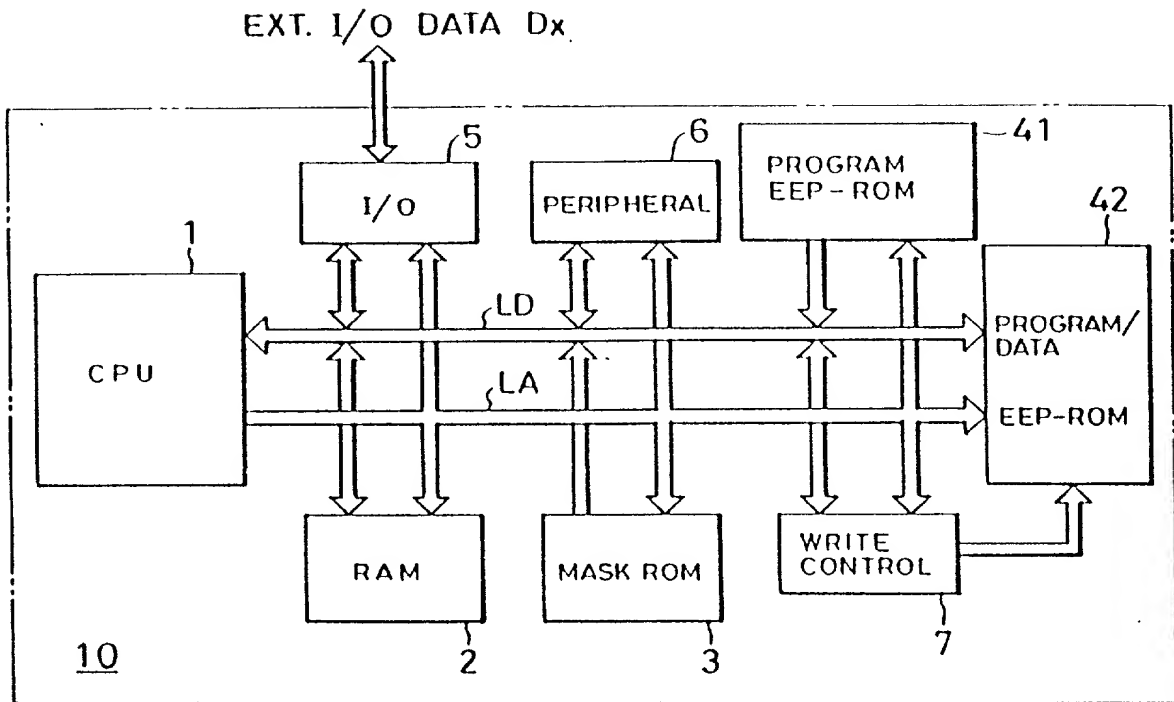 EXT. I/O DATA Dx
5
I/O
6
PERIPHERAL
41
PROGRAM
EEP-ROM
42
PROGRAM/
DATA
EEP-ROM
1
CPU
LD
LA
RAM
2
MASK ROM
3
WRITE
CONTROL
7
10